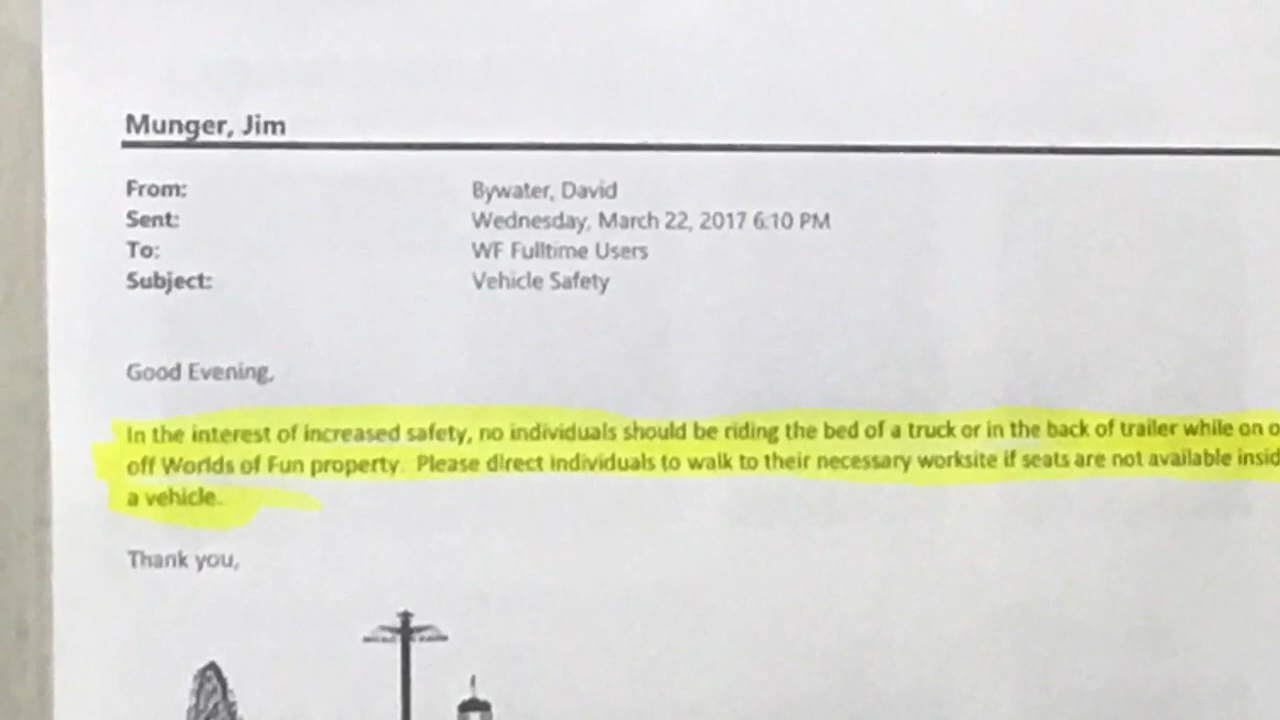 Munger, Jim
From: Bywater, David
Sent: Wednesday, March 22, 2017 6:10 PM
To: WF Fulltime Users
Subject: Vehicle Safety
Good Evening,
In the interest of increased safety, no individuals should be riding the bed of a truck or in the back of trailer while on o
off Worlds of Fun property. Please direct individuals to walk to their necessary worksite if seats are not available insid
a vehicle.
Thank you,